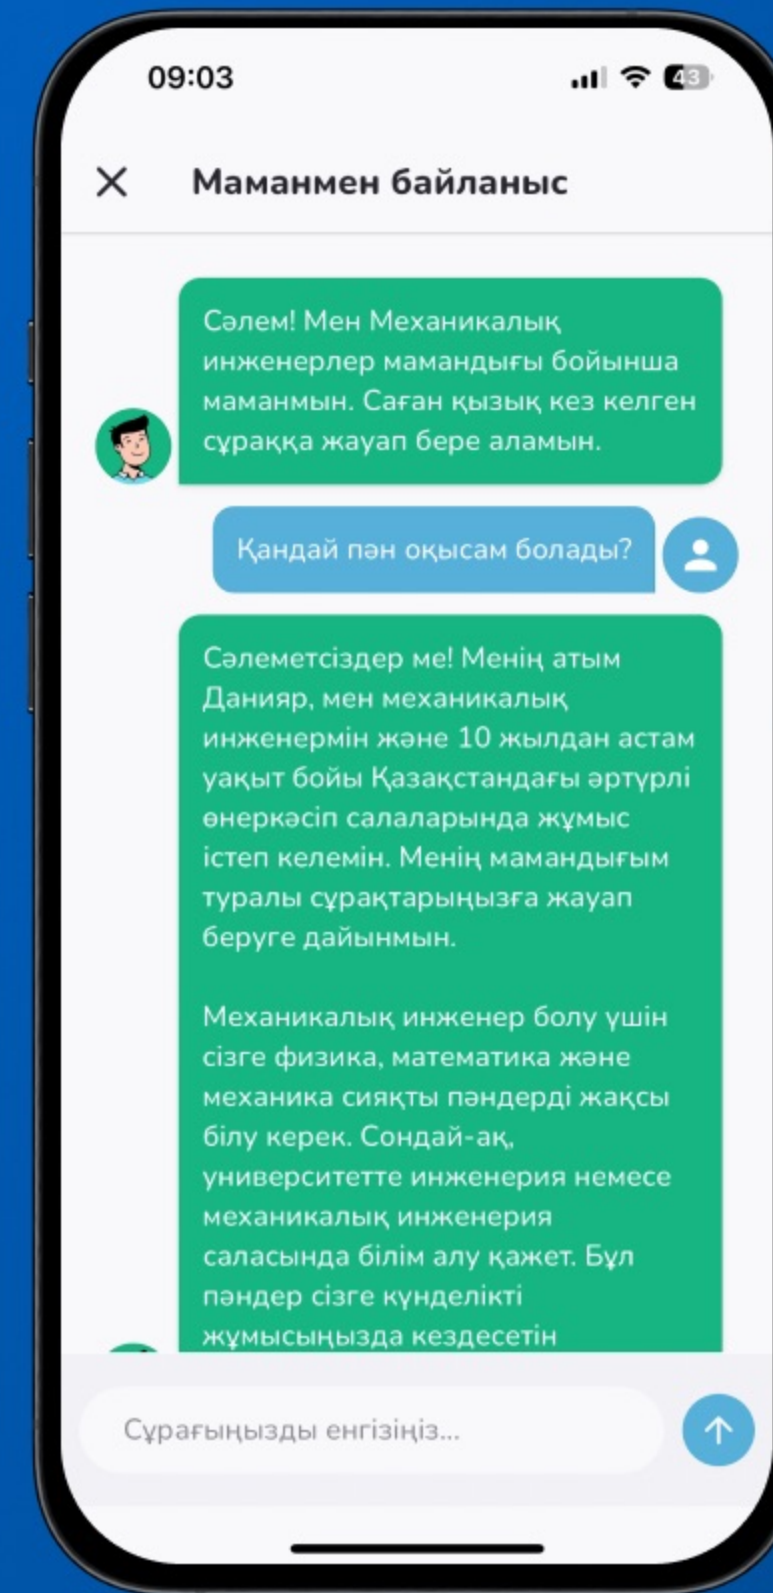 09:03
43
Маманмен байланыс
Сәлем! Мен Механикалық
инженерлер мамандығы бойынша
маманмын. Саған қызық кез келген
сұраққа жауап бере аламын.
Қандай пән оқысам болады?
Сәлеметсіздер ме! Менің атым
Данияр, мен механикалық
инженермін және 10 жылдан астам
уақыт бойы Қазақстандағы әртүрлі
өнеркәсіп салаларында жұмыс
істеп келемін. Менің мамандығым
туралы сұрақтарыңызға жауап
беруге дайынмын.
Механикалық инженер болу үшін
сізге физика, математика және
механика сияқты пәндерді жақсы
білу керек. Сондай-ақ,
университетте инженерия немесе
механикалық инженерия
саласында білім алу қажет. Бұл
пәндер сізге күнделікті
жұмысыңызда кездесетін
Сұрағыңызды енгізіңіз...